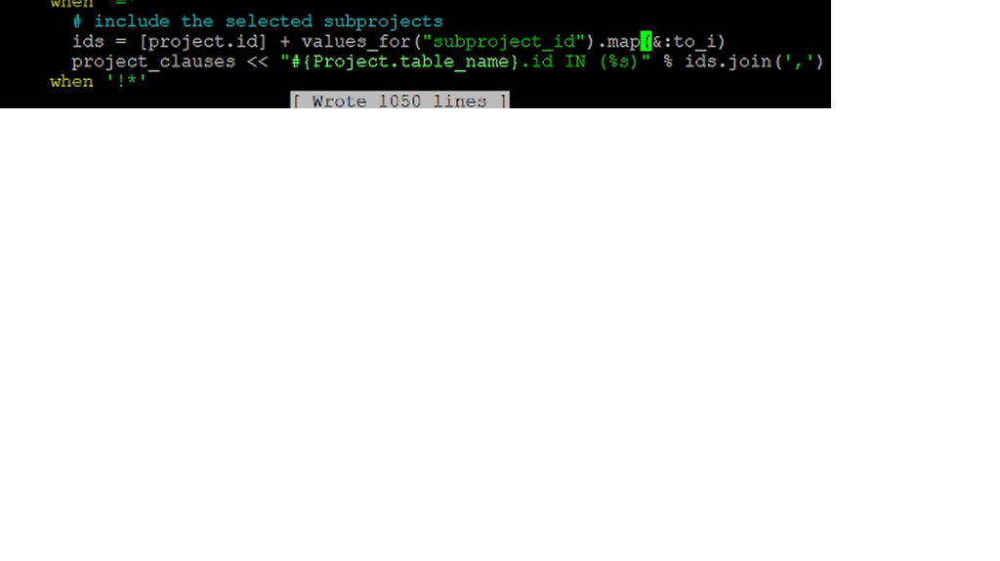 when '='
# include the selected subprojects
ids = [project.id] + values_for("subproject_id").map(&:to_i)
project_clauses << "#{Project.table_name}.id IN (%s)" % ids.join(',')
when '!*'
[ Wrote 1050 lines ]